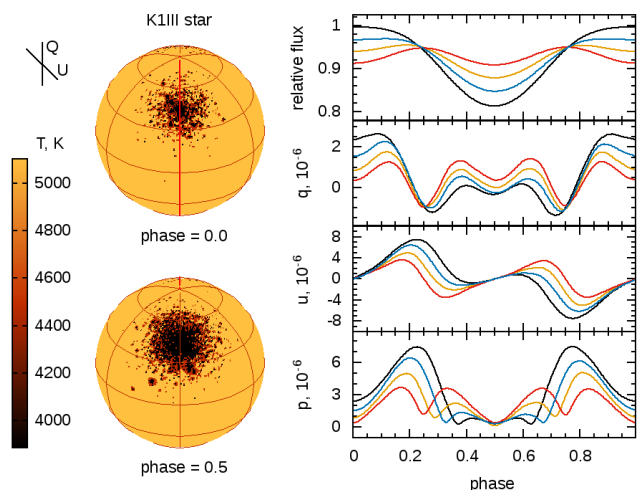 K1III star
Q
U
T, K
5000
4800
4600
4400
4200
4000
phase = 0.0
phase = 0.5
relative flux
1
0.9
0.8
q, 10⁻⁶
2
0
u, 10⁻⁶
8
4
0
-4
-8
p, 10⁻⁶
6
3
0
0 0.2 0.4 0.6 0.8
phase